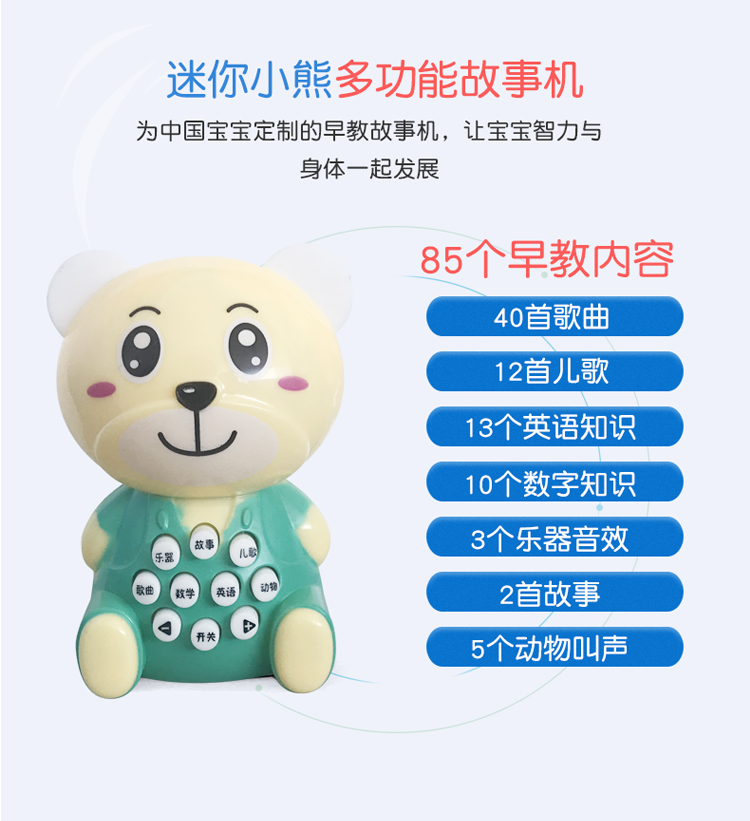 迷你小熊多功能故事机
为中国宝宝定制的早教故事机，让宝宝智力与
身体一起发展
85个早教内容
40首歌曲
12首儿歌
13个英语知识
10个数字知识
3个乐器音效
2首故事
5个动物叫声
乐器 故事 儿歌
歌曲 数学 英语 动物
开关